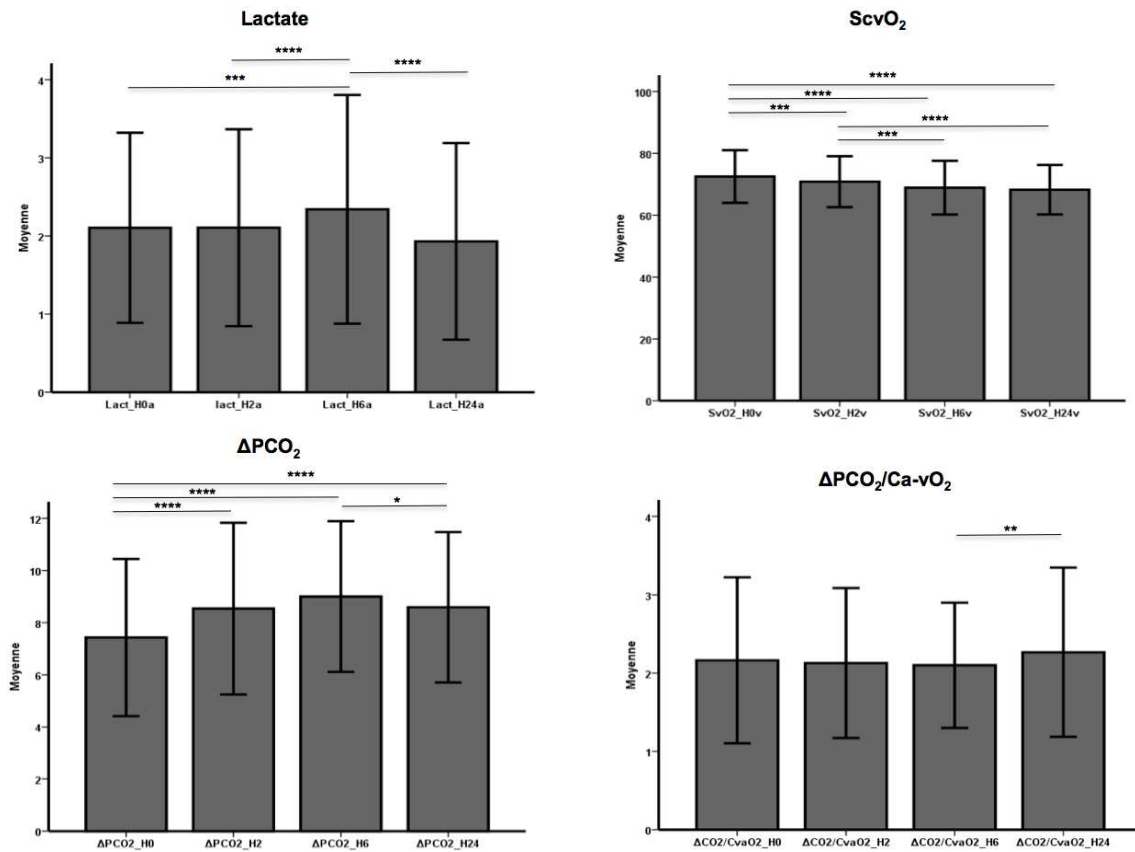 Lactate
****
****
***
4
3
2
1
0
Moyenne
Lact_H0a
lact_H2a
Lact_H6a
Lact_H24a
ScvO₂
****
****
***
****
***
100
80
60
40
20
0
Moyenne
SvO2_H0v
SvO2_H2v
SvO2_H6v
SvO2_H24v
ΔPCO₂
****
****
*
****
12
10
8
6
4
2
0
Moyenne
ΔPCO2_H0
ΔPCO2_H2
ΔPCO2_H6
ΔPCO2_H24
ΔPCO₂/Ca-vO₂
**
4
3
2
1
0
Moyenne
ΔCO2/CvaO2_H0
ΔCO2/CvaO2_H2
ΔCO2/CvaO2_H6
ΔCO2/CvaO2_H24